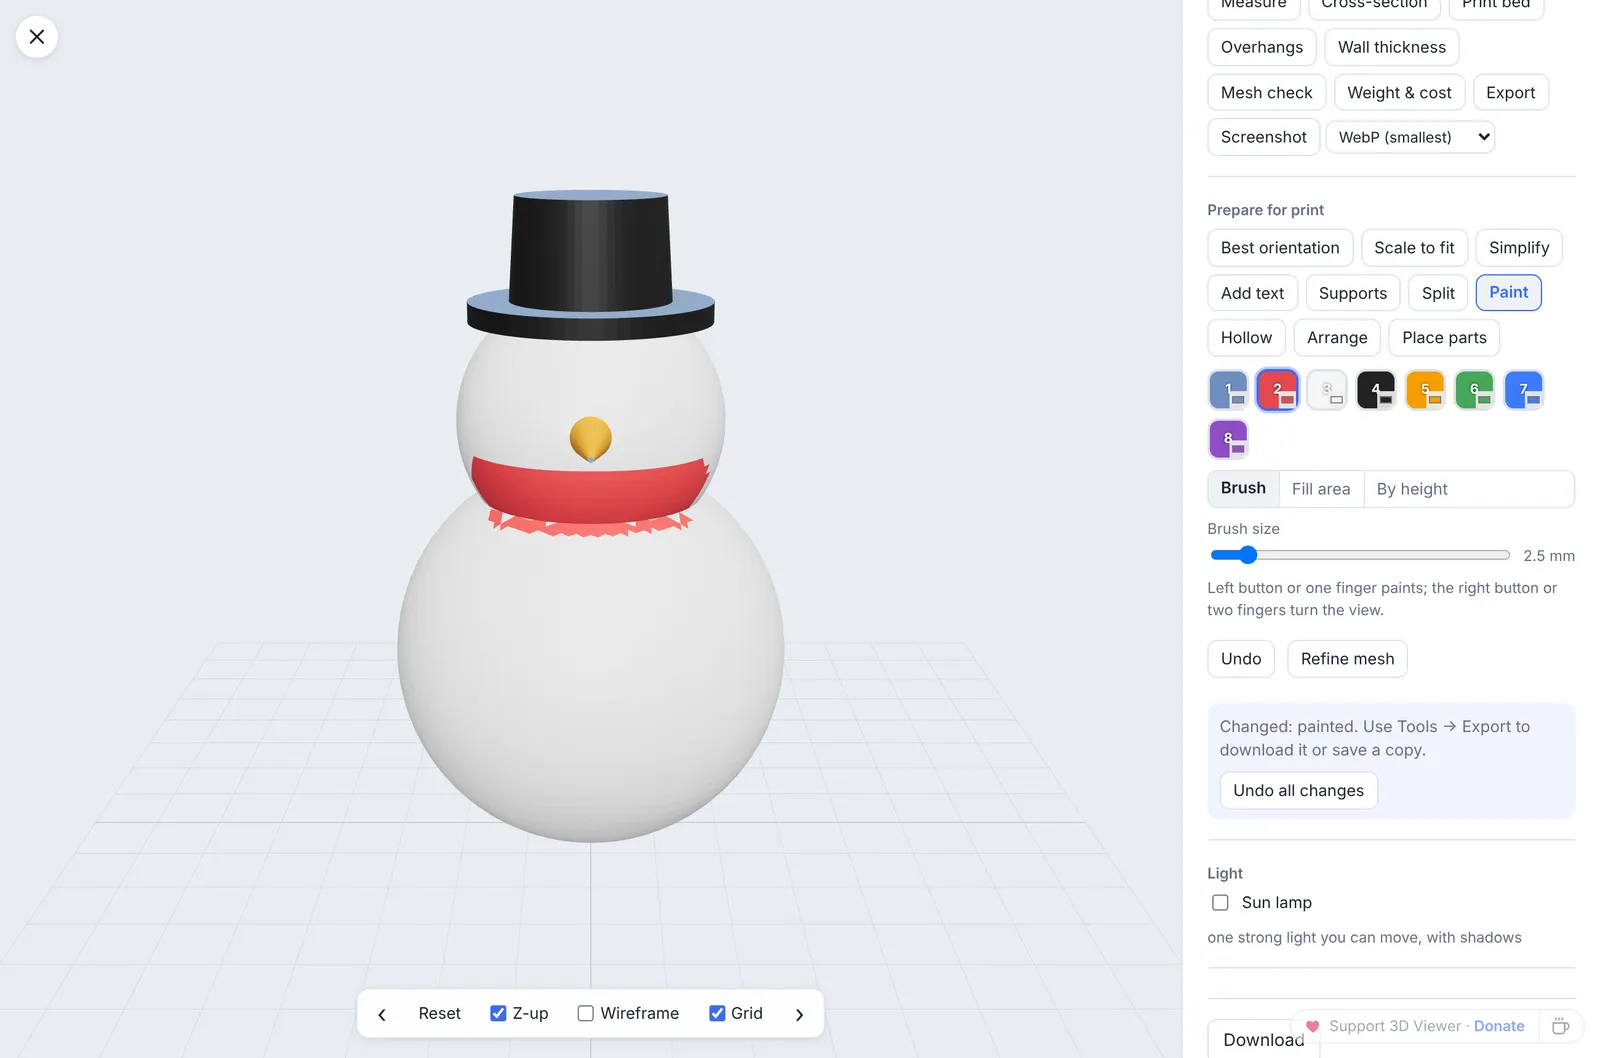 Measure Cross-section Print bed
Overhangs Wall thickness
Mesh check Weight & cost Export
Screenshot WebP (smallest)
Prepare for print
Best orientation Scale to fit Simplify
Add text Supports Split Paint
Hollow Arrange Place parts
1 2 3 4 5 6 7
8
Brush Fill area By height
Brush size
2.5 mm
Left button or one finger paints; the right button or
two fingers turn the view.
Undo Refine mesh
Changed: painted. Use Tools → Export to
download it or save a copy.
Undo all changes
Light
Sun lamp
one strong light you can move, with shadows
Reset Z-up Wireframe Grid
Support 3D Viewer · Donate
Download